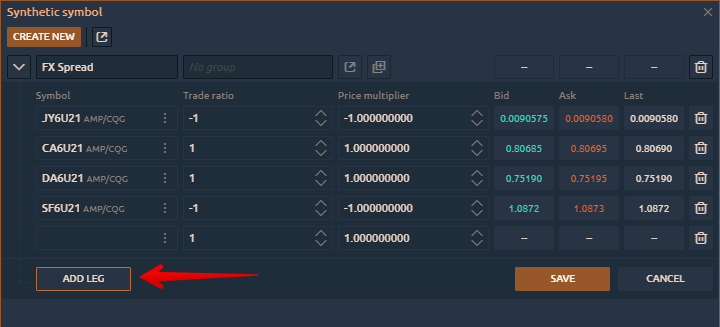 Synthetic symbol
CREATE NEW
FX Spread No group -- -- --
Symbol Trade ratio Price multiplier Bid Ask Last
JY6U21 AMP/CQG -1 -1.000000000 0.0090575 0.0090580 0.0090580
CA6U21 AMP/CQG 1 1.000000000 0.80685 0.80695 0.80690
DA6U21 AMP/CQG 1 1.000000000 0.75190 0.75195 0.75190
SF6U21 AMP/CQG -1 -1.000000000 1.0872 1.0873 1.0872
1 1.000000000 -- -- --
ADD LEG SAVE CANCEL